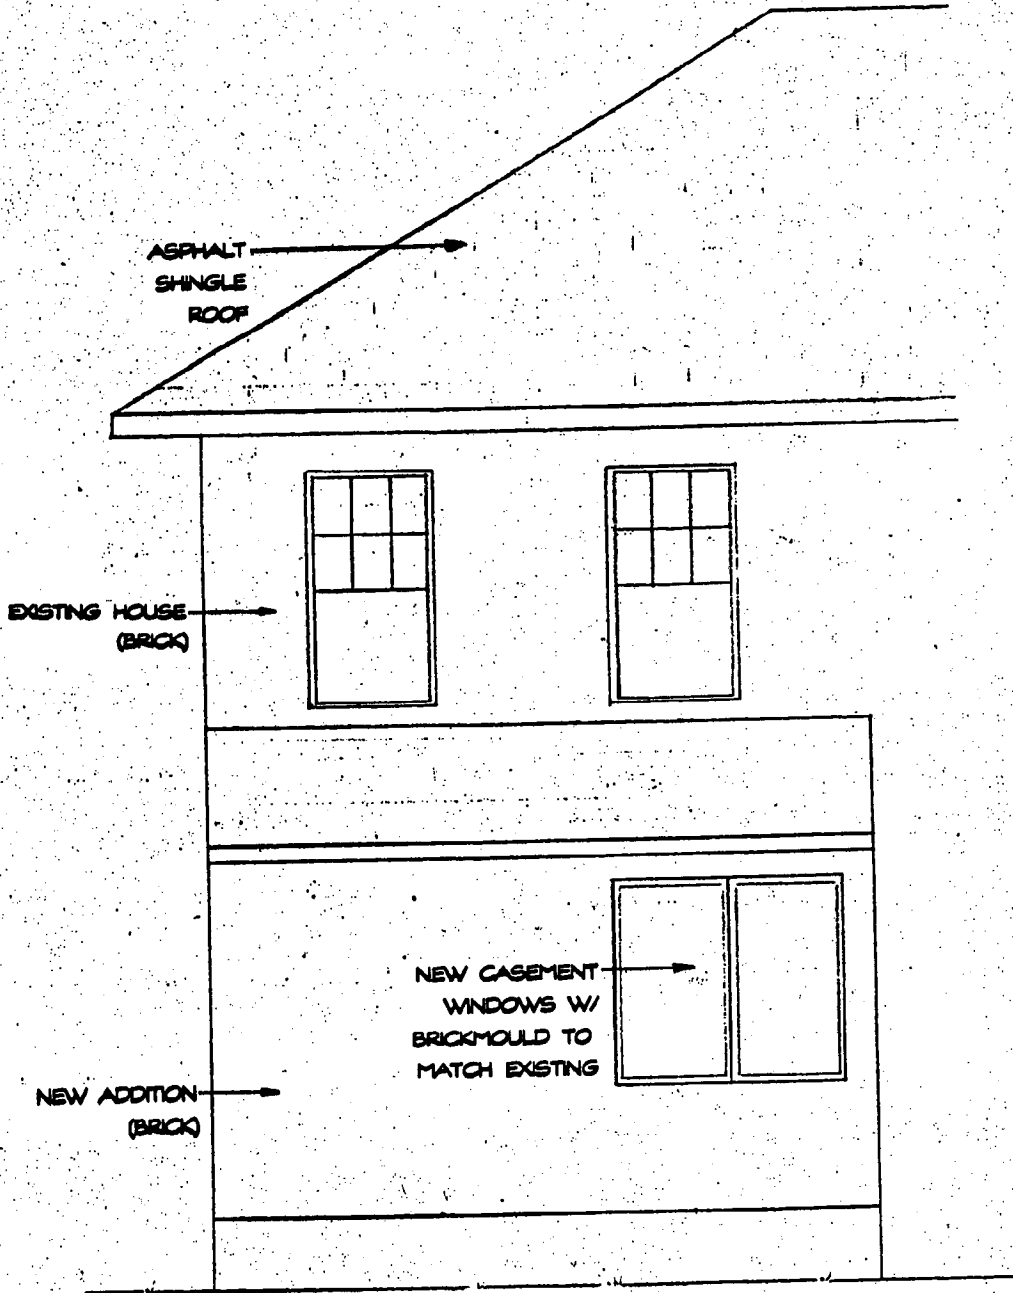 ASPHALT
SHINGLE
ROOF
EXISTING HOUSE
(BRICK)
NEW CASEMENT
WINDOWS W/
BRICKMOULD TO
MATCH EXISTING
NEW ADDITION
(BRICK)